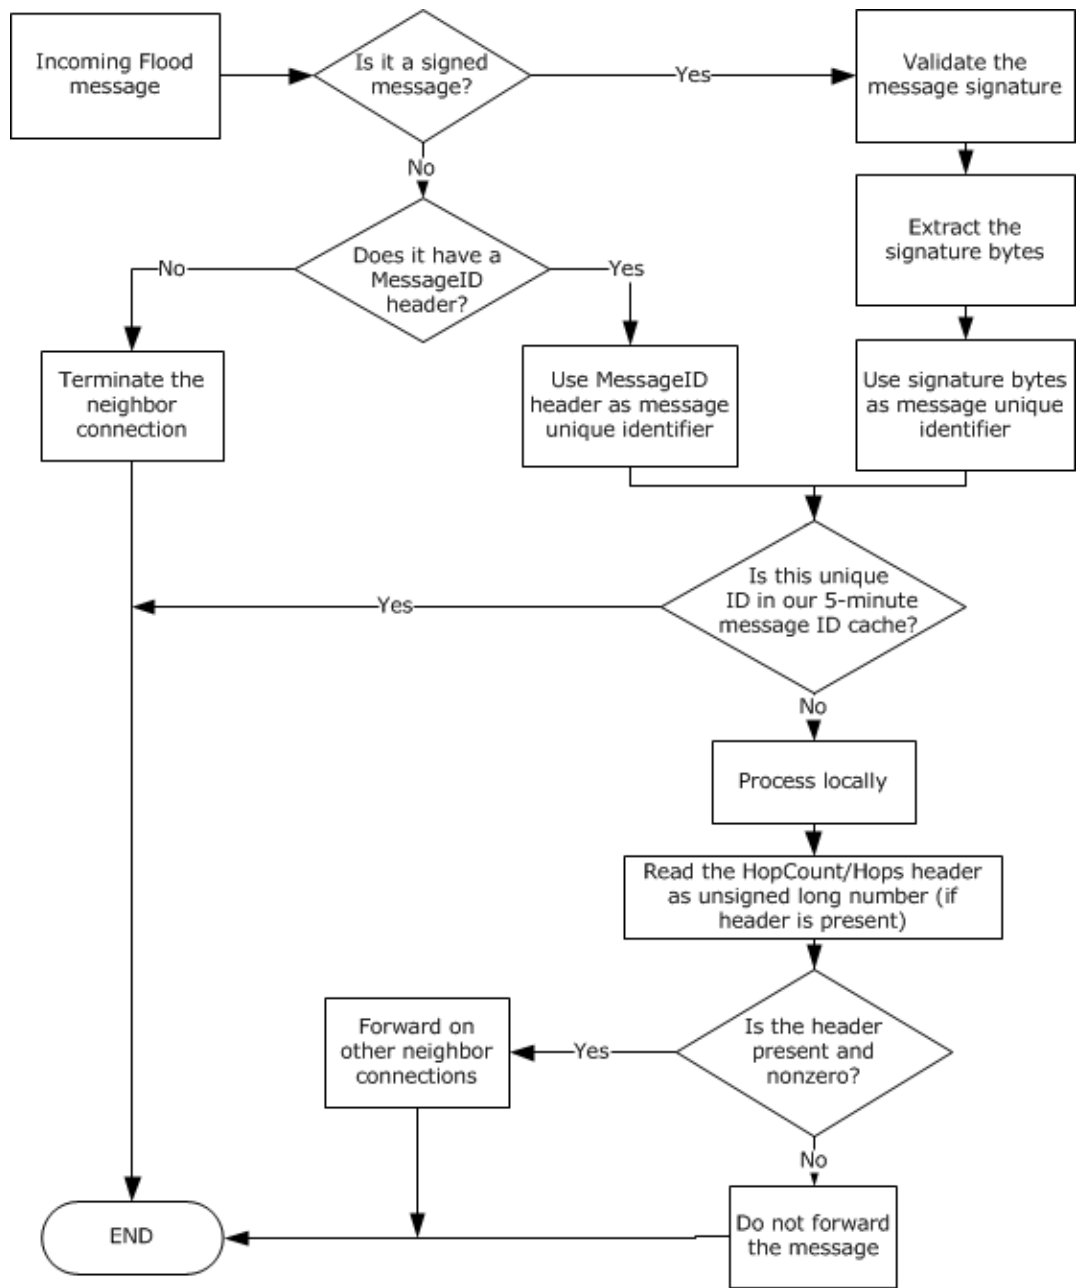 Incoming Flood
message
Is it a signed
message?
Yes
Validate the
message signature
No
Extract the
signature bytes
Does it have a
MessageID
header?
No
Yes
Terminate the
neighbor
connection
Use MessageID
header as message
unique identifier
Use signature bytes
as message unique
identifier
Is this unique
ID in our 5-minute
message ID cache?
Yes
No
Process locally
Read the HopCount/Hops header
as unsigned long number (if
header is present)
Is the header
present and
nonzero?
Yes
Forward on
other neighbor
connections
No
Do not forward
the message
END